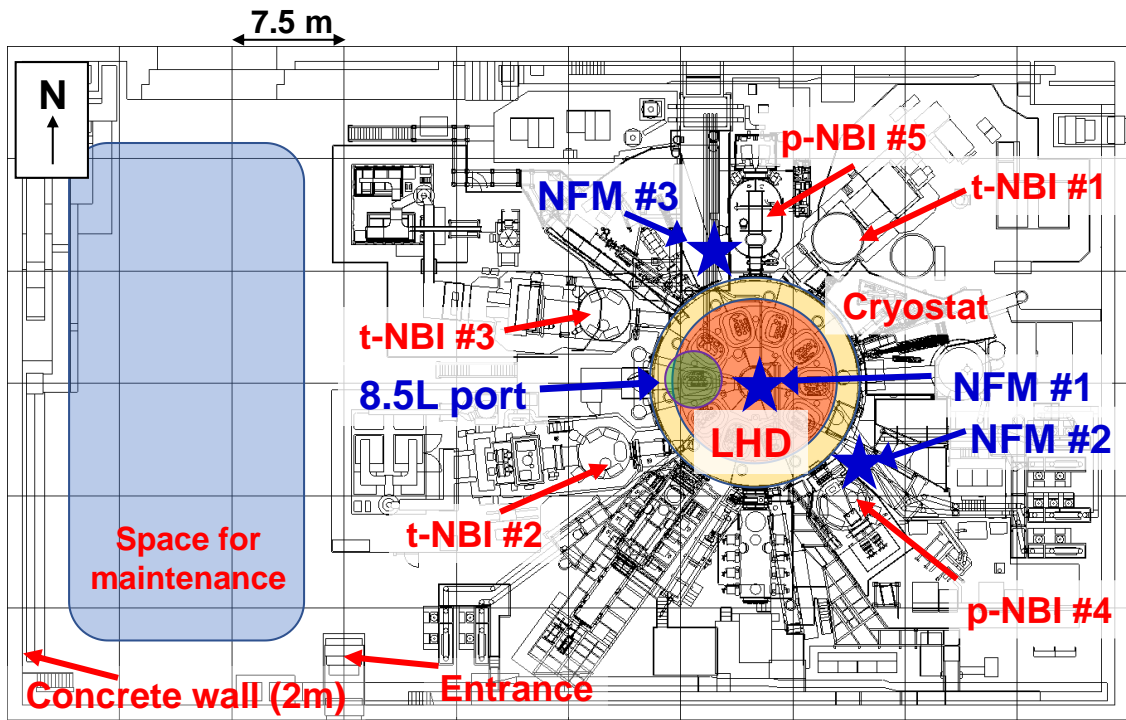 7.5 m
N
p-NBI #5
NFM #3
t-NBI #1
Cryostat
t-NBI #3
8.5L port
NFM #1
LHD
NFM #2
t-NBI #2
Space for
maintenance
p-NBI #4
Concrete wall (2m)
Entrance